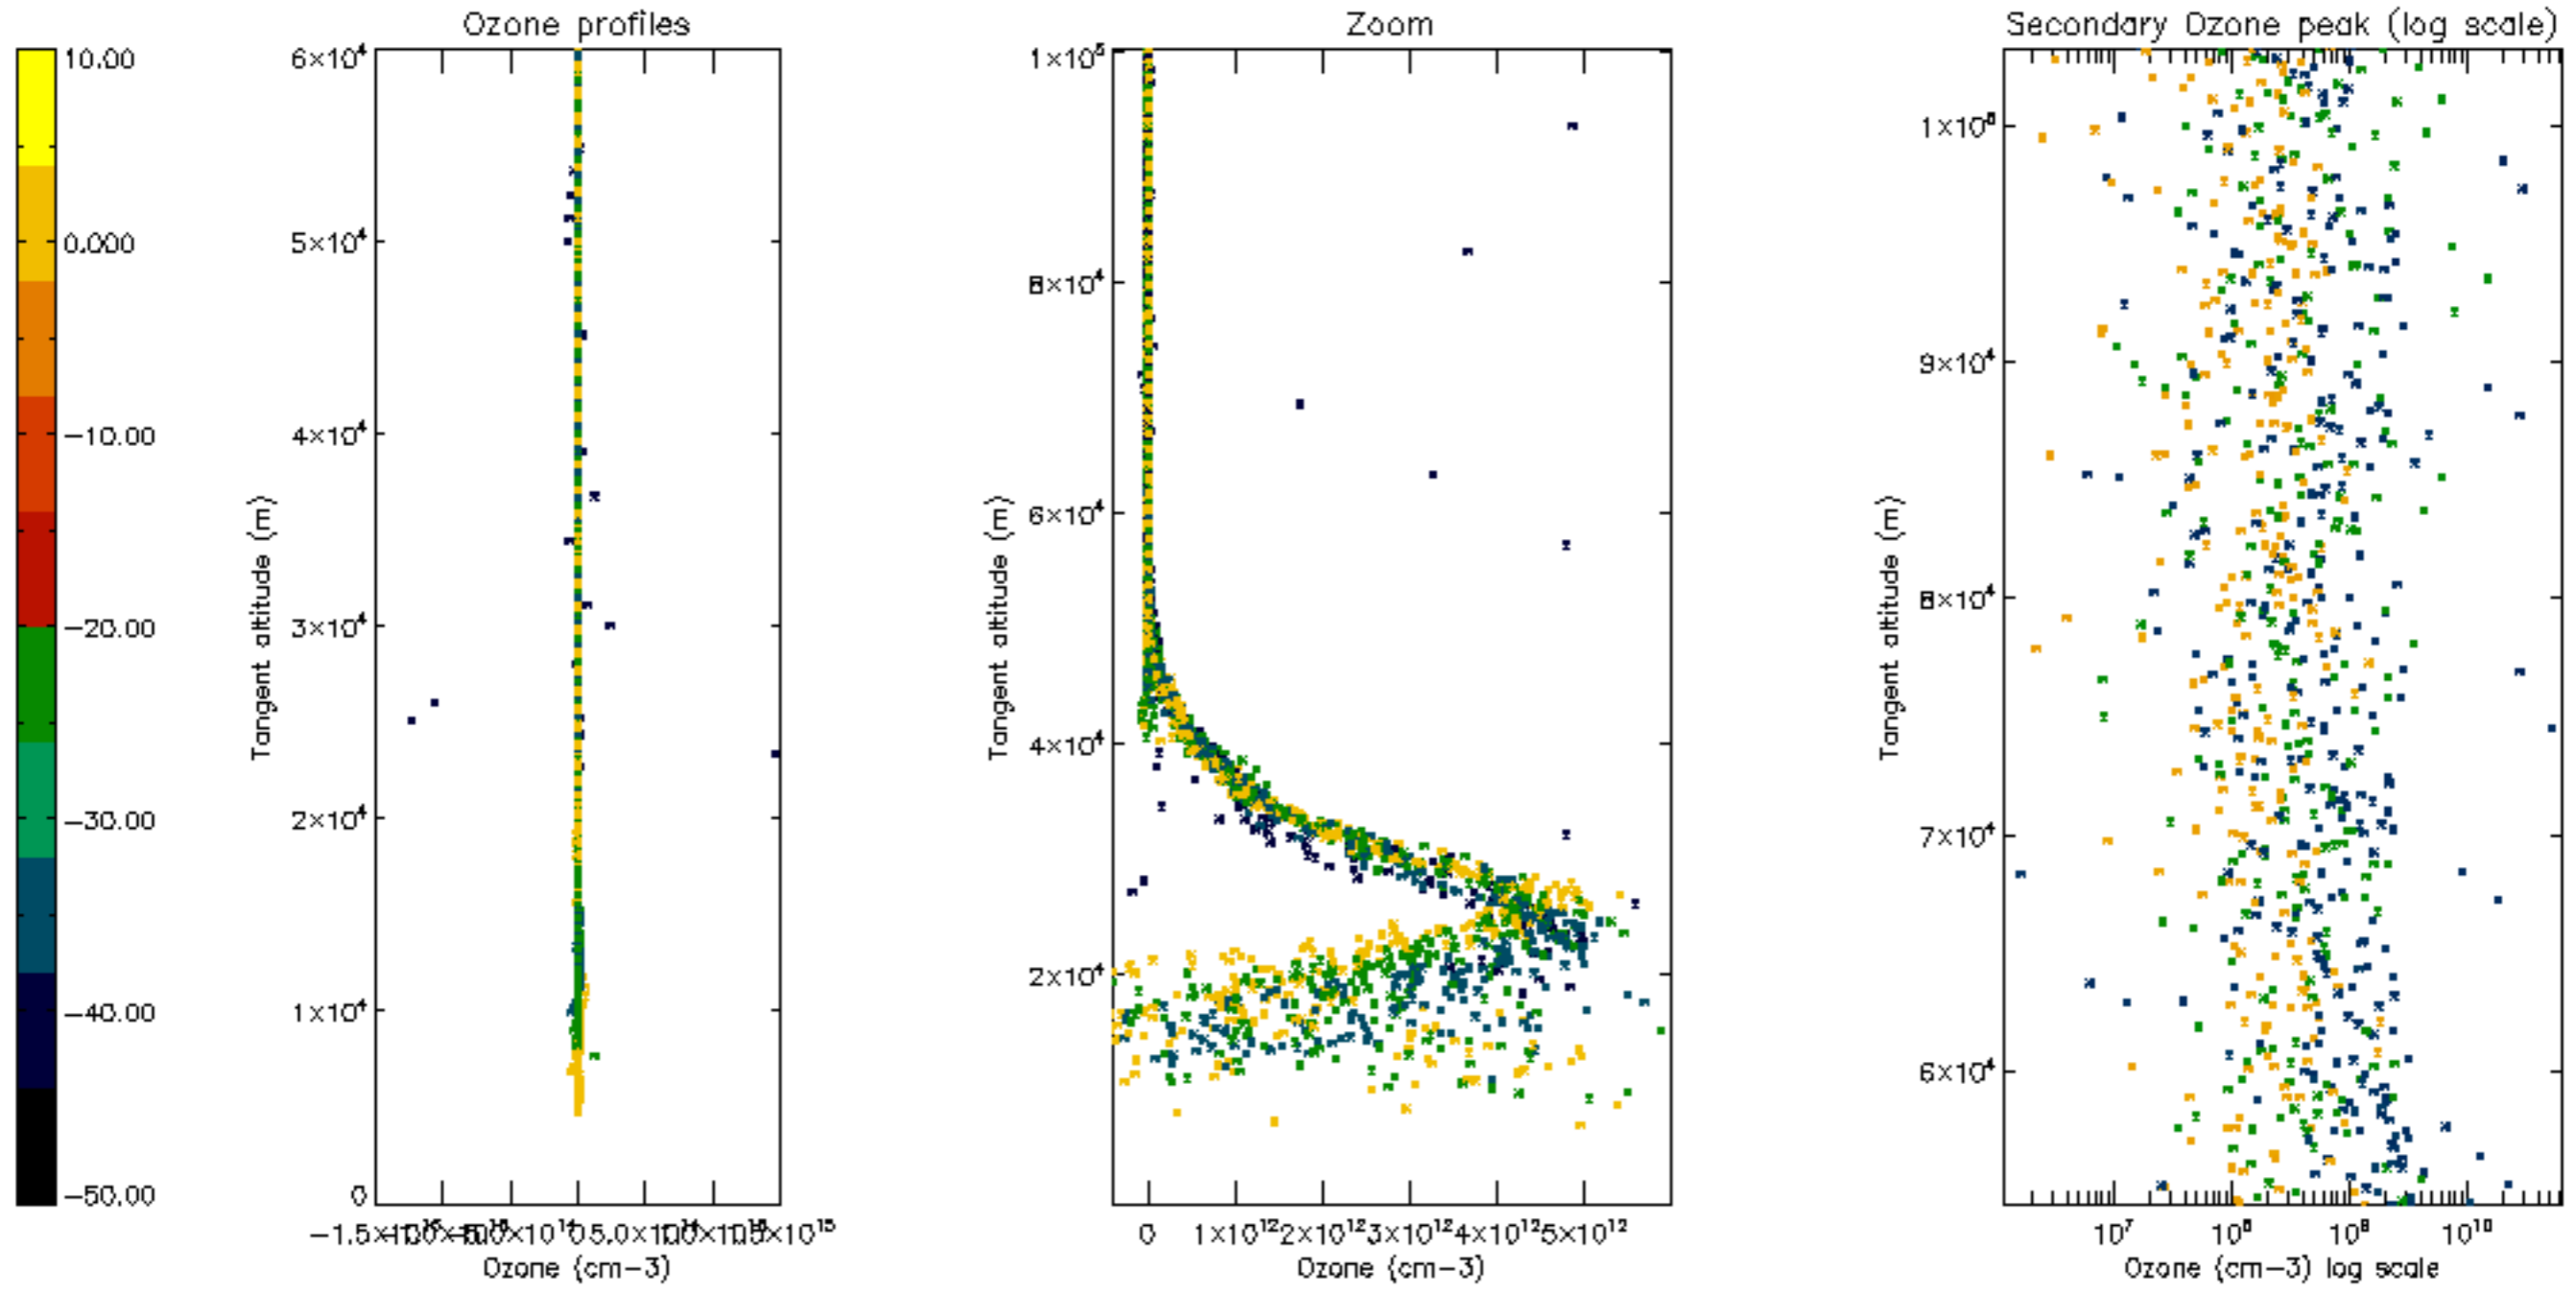 Ozone profiles
Zoom
Secondary Ozone peak (log scale)
10.00
0.000
−10.00
−20.00
−30.00
−40.00
−50.00
6×10⁴
5×10⁴
4×10⁴
3×10⁴
2×10⁴
1×10⁴
0
Tangent altitude (m)
Ozone (cm−3)
1×10⁵
8×10⁴
6×10⁴
4×10⁴
2×10⁴
Tangent altitude (m)
0 1×10¹² 2×10¹² 3×10¹² 4×10¹² 5×10¹²
Ozone (cm−3)
1×10⁵
9×10⁴
8×10⁴
7×10⁴
6×10⁴
Tangent altitude (m)
10⁷ 10⁸ 10⁹ 10¹⁰
Ozone (cm−3) log scale